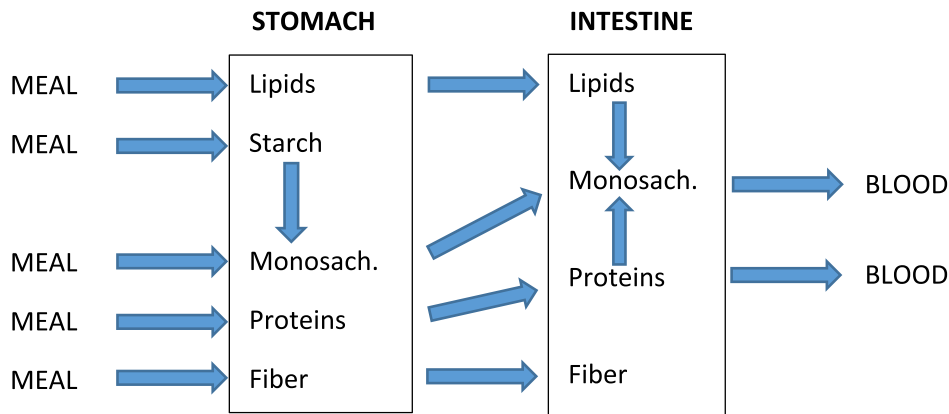 STOMACH INTESTINE
MEAL Lipids Lipids
MEAL Starch
Monosach. BLOOD
MEAL Monosach.
Proteins BLOOD
MEAL Proteins
MEAL Fiber Fiber